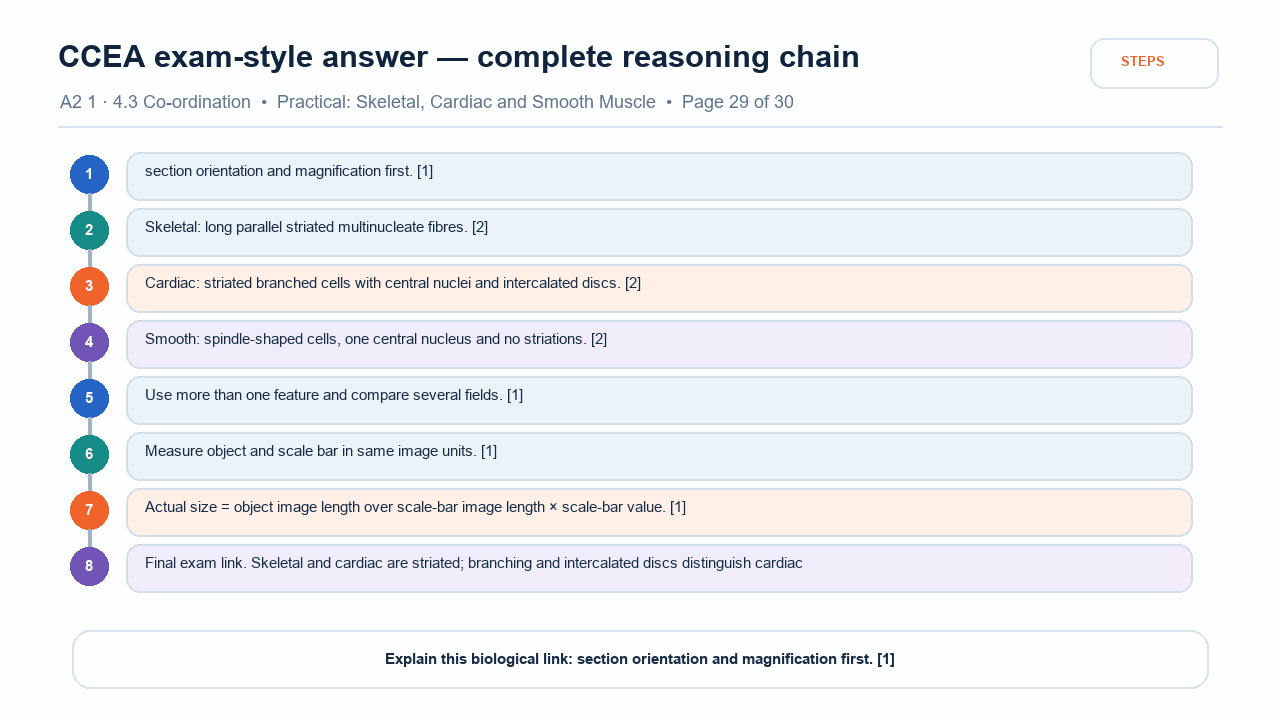 CCEA exam-style answer — complete reasoning chain
STEPS
A2 1 · 4.3 Co-ordination • Practical: Skeletal, Cardiac and Smooth Muscle • Page 29 of 30
1 section orientation and magnification first. [1]
2 Skeletal: long parallel striated multinucleate fibres. [2]
3 Cardiac: striated branched cells with central nuclei and intercalated discs. [2]
4 Smooth: spindle-shaped cells, one central nucleus and no striations. [2]
5 Use more than one feature and compare several fields. [1]
6 Measure object and scale bar in same image units. [1]
7 Actual size = object image length over scale-bar image length × scale-bar value. [1]
8 Final exam link. Skeletal and cardiac are striated; branching and intercalated discs distinguish cardiac
Explain this biological link: section orientation and magnification first. [1]